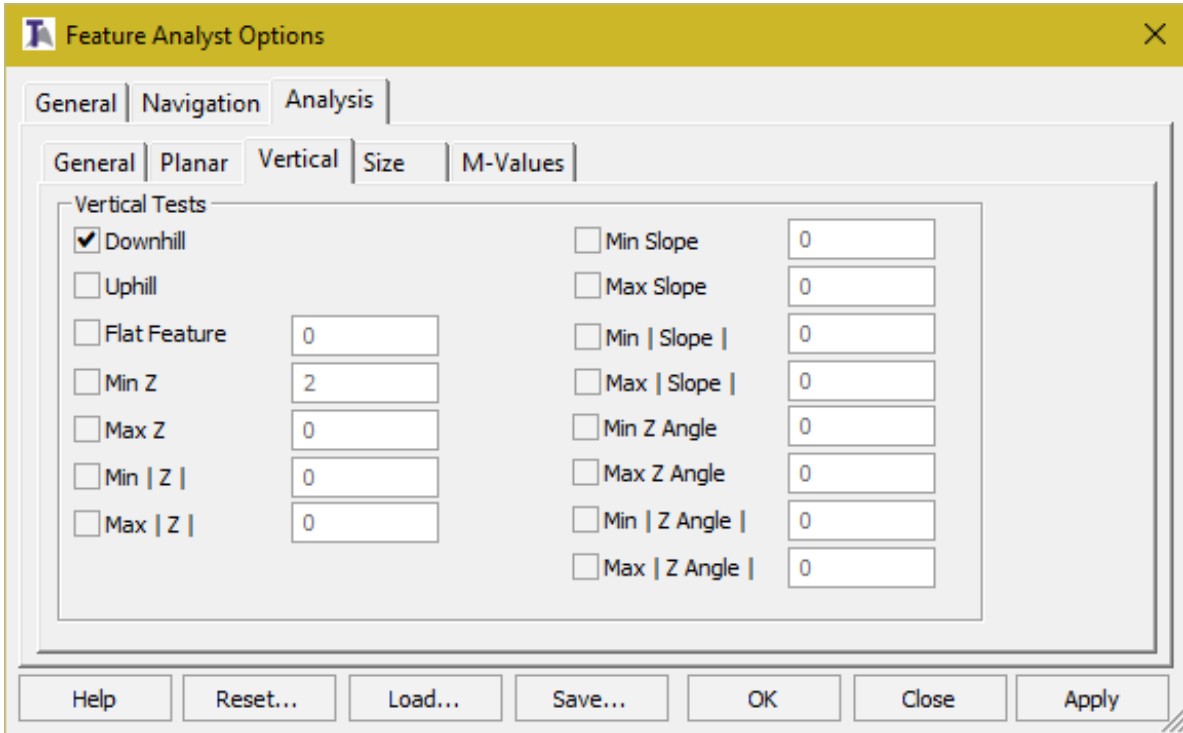 Feature Analyst Options
General Navigation Analysis
General Planar Vertical Size M-Values
Vertical Tests
Downhill
Uphill
Flat Feature 0
Min Z 2
Max Z 0
Min | Z | 0
Max | Z | 0
Min Slope 0
Max Slope 0
Min | Slope | 0
Max | Slope | 0
Min Z Angle 0
Max Z Angle 0
Min | Z Angle | 0
Max | Z Angle | 0
Help Reset... Load... Save... OK Close Apply